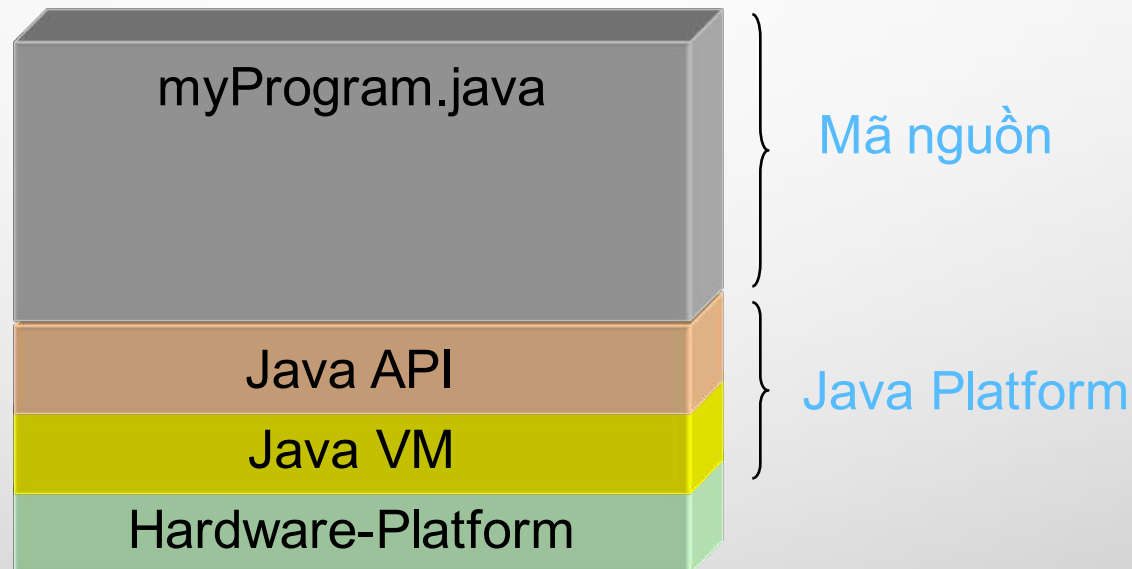 myProgram.java
Mã nguồn
Java API
Java VM
Java Platform
Hardware-Platform